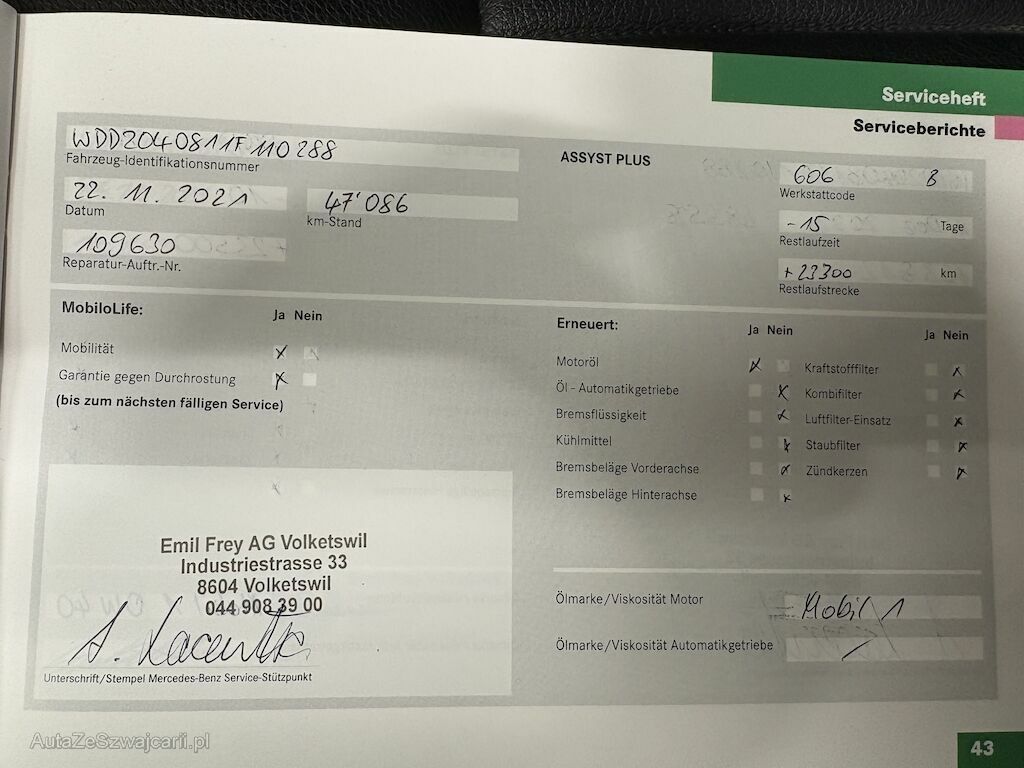 Serviceheft
Serviceberichte
WDD2040811F110288
Fahrzeug-Identifikationsnummer
22. 11. 2021
Datum
47'086
km-Stand
109630
Reparatur-Auftr.-Nr.
ASSYST PLUS
606 B
Werkstattcode
-15 Tage
Restlaufzeit
+23300 km
Restlaufstrecke
MobiloLife:
Ja Nein
Mobilität x
Garantie gegen Durchrostung x
(bis zum nächsten fälligen Service)
Emil Frey AG Volketswil
Industriestrasse 33
8604 Volketswil
044 908 39 00
Unterschrift/Stempel Mercedes-Benz Service-Stützpunkt
Erneuert:
Ja Nein
Motoröl x
Öl - Automatikgetriebe x
Bremsflüssigkeit x
Kühlmittel x
Bremsbeläge Vorderachse x
Bremsbeläge Hinterachse x
Ja Nein
Kraftstofffilter x
Kombifilter x
Luftfilter-Einsatz x
Staubfilter x
Zündkerzen x
Ölmarke/Viskosität Motor Mobil 1
Ölmarke/Viskosität Automatikgetriebe /
43
AutaZeSzwajcarii.pl